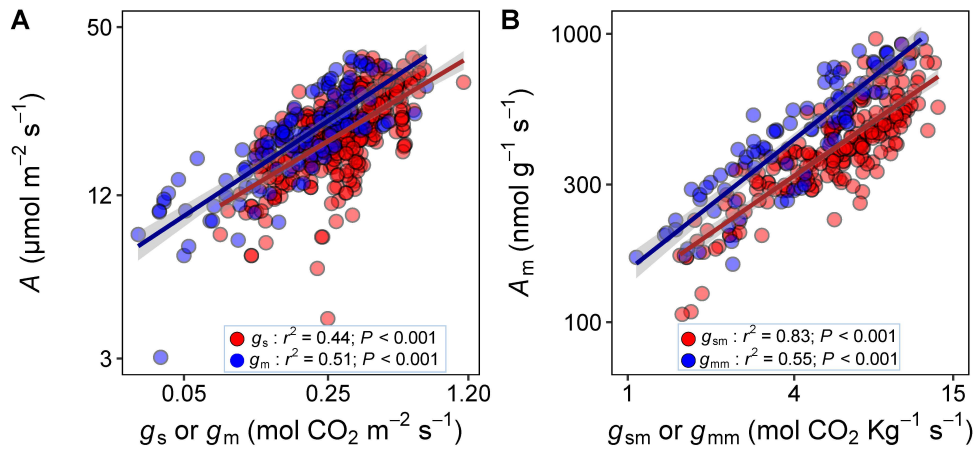 A
B
50
12
3
A (μmol m⁻² s⁻¹)
gₛ : r² = 0.44; P < 0.001
gₘ : r² = 0.51; P < 0.001
0.05 0.25 1.20
gₛ or gₘ (mol CO₂ m⁻² s⁻¹)
1000
300
100
Aₘ (nmol g⁻¹ s⁻¹)
gₛₘ : r² = 0.83; P < 0.001
gₘₘ : r² = 0.55; P < 0.001
1 4 15
gₛₘ or gₘₘ (mol CO₂ Kg⁻¹ s⁻¹)